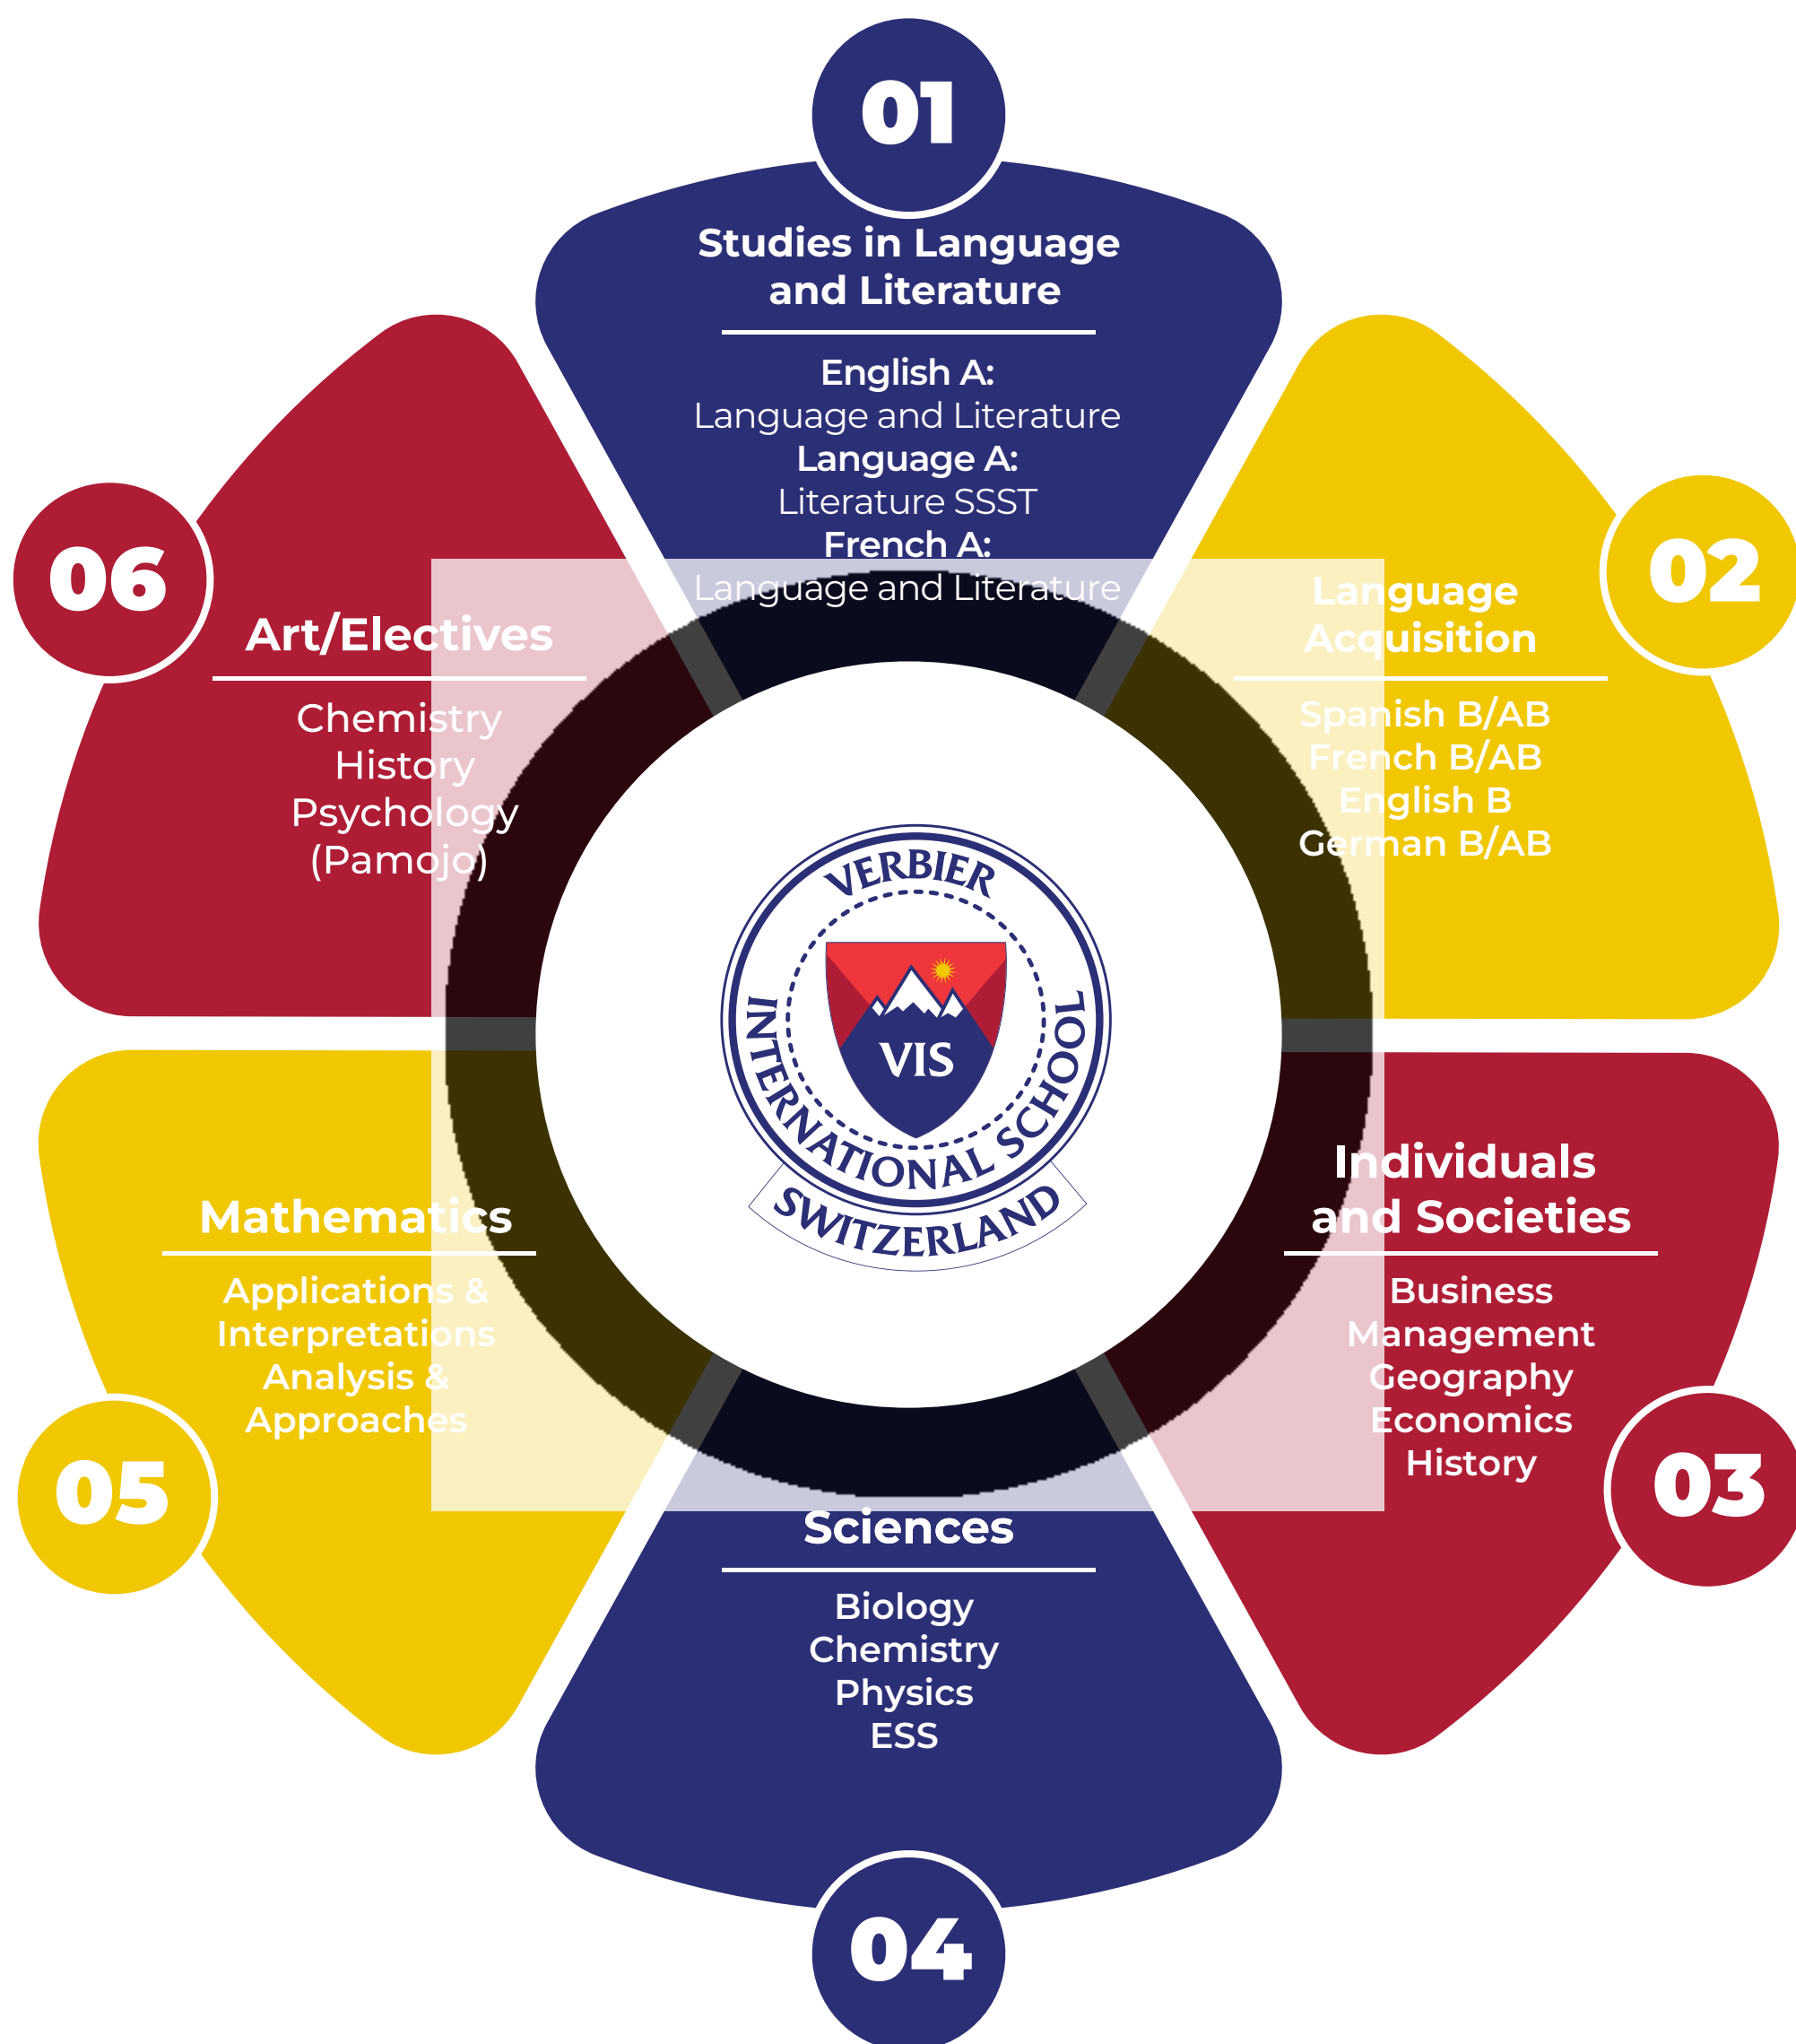 01
Studies in Language
and Literature
English A:
Language and Literature
Language A:
Literature SSST
French A:
Language and Literature
02
Language
Acquisition
Spanish B/AB
French B/AB
English B
German B/AB
03
Individuals
and Societies
Business
Management
Geography
Economics
History
04
Sciences
Biology
Chemistry
Physics
ESS
05
Mathematics
Applications &
Interpretations
Analysis &
Approaches
06
Art/Electives
Chemistry
History
Psychology
(Pamojo)
VERBIER
INTERNATIONAL SCHOOL
VIS
SWITZERLAND